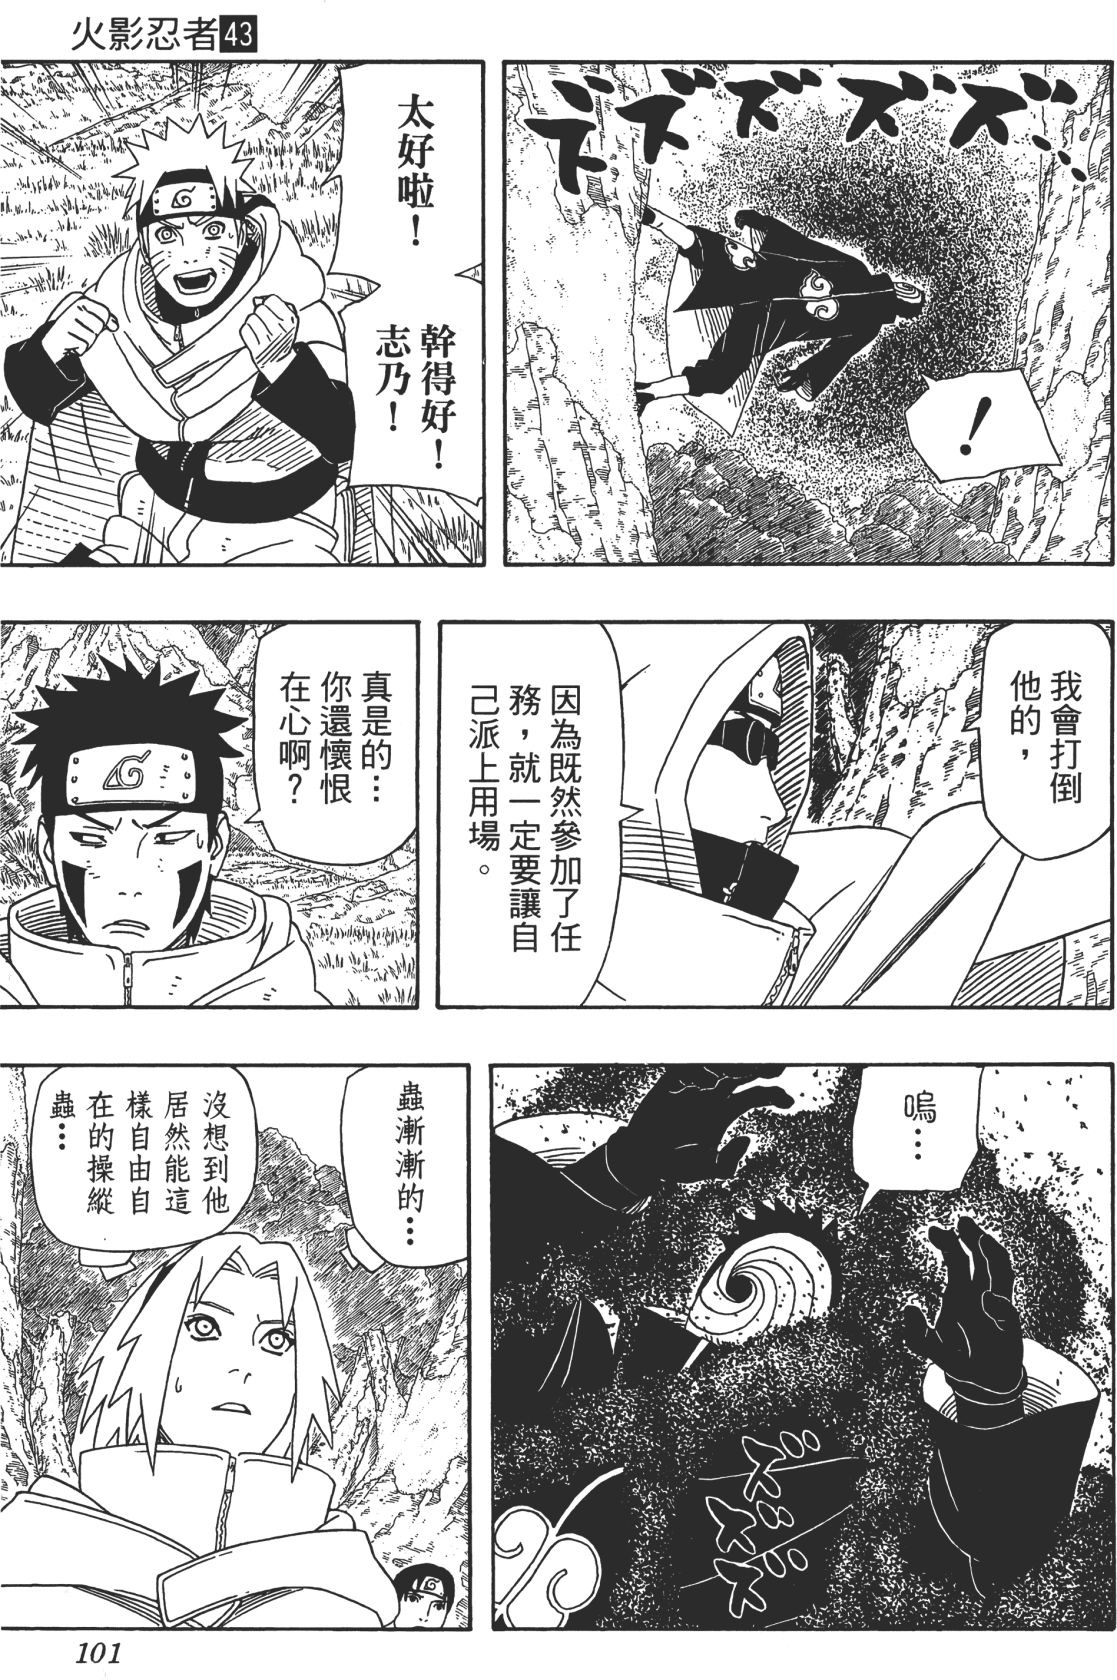 火影忍者43
ドドズズズズ‥
！
太好啦！
幹得好！
志乃！
我會打倒
他的，
因為既然參加了任
務，就一定要讓自
己派上用場。
真是的…
你還懷恨
在心啊？
嗚…
ズズズズ
蟲漸漸的…
沒想到他
居然能這
樣自由自
在的操縱
蟲…
101